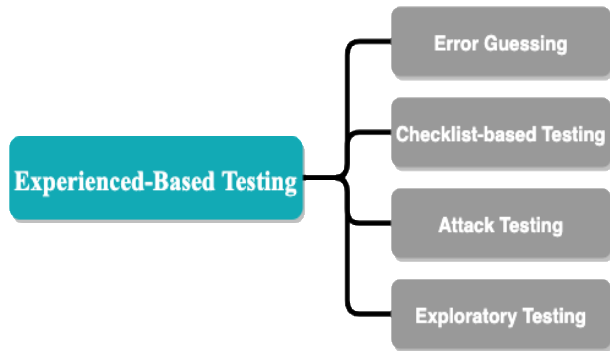 Error Guessing
Checklist-based Testing
Experienced-Based Testing
Attack Testing
Exploratory Testing